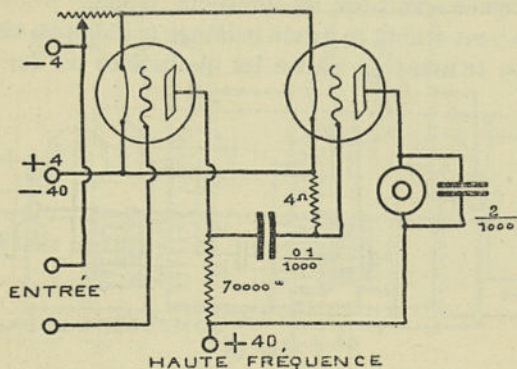 − 4
+ 4
− 40
4Ω
0 1
1000
2
1000
ENTRÉE
70000 ω
+ 40
HAUTE FRÉQUENCE